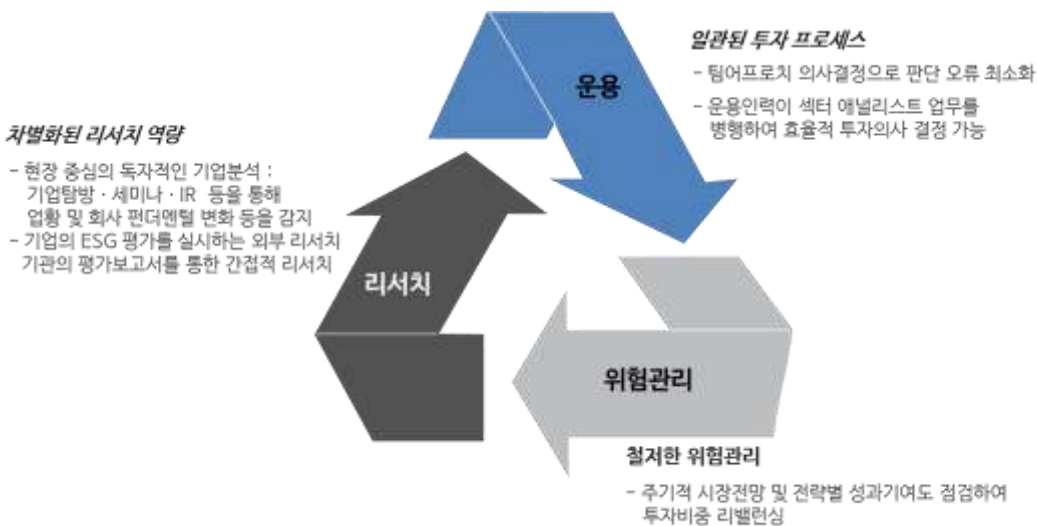 일관된 투자 프로세스
- 팀어프로치 의사결정으로 판단 오류 최소화
- 운용인력이 섹터 애널리스트 업무를
병행하여 효율적 투자의사 결정 가능
운용
차별화된 리서치 역량
- 현장 중심의 독자적인 기업분석 :
기업탐방 · 세미나 · IR 등을 통해
업황 및 회사 펀더멘털 변화 등을 감지
- 기업의 ESG 평가를 실시하는 외부 리서치
기관의 평가보고서를 통한 간접적 리서치
리서치
위험관리
철저한 위험관리
- 주기적 시장전망 및 전략별 성과기여도 점검하여
투자비중 리밸런싱